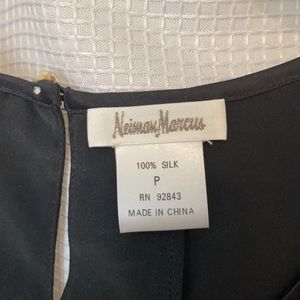 Neiman Marcus
100% SILK
P
RN 92843
MADE IN CHINA